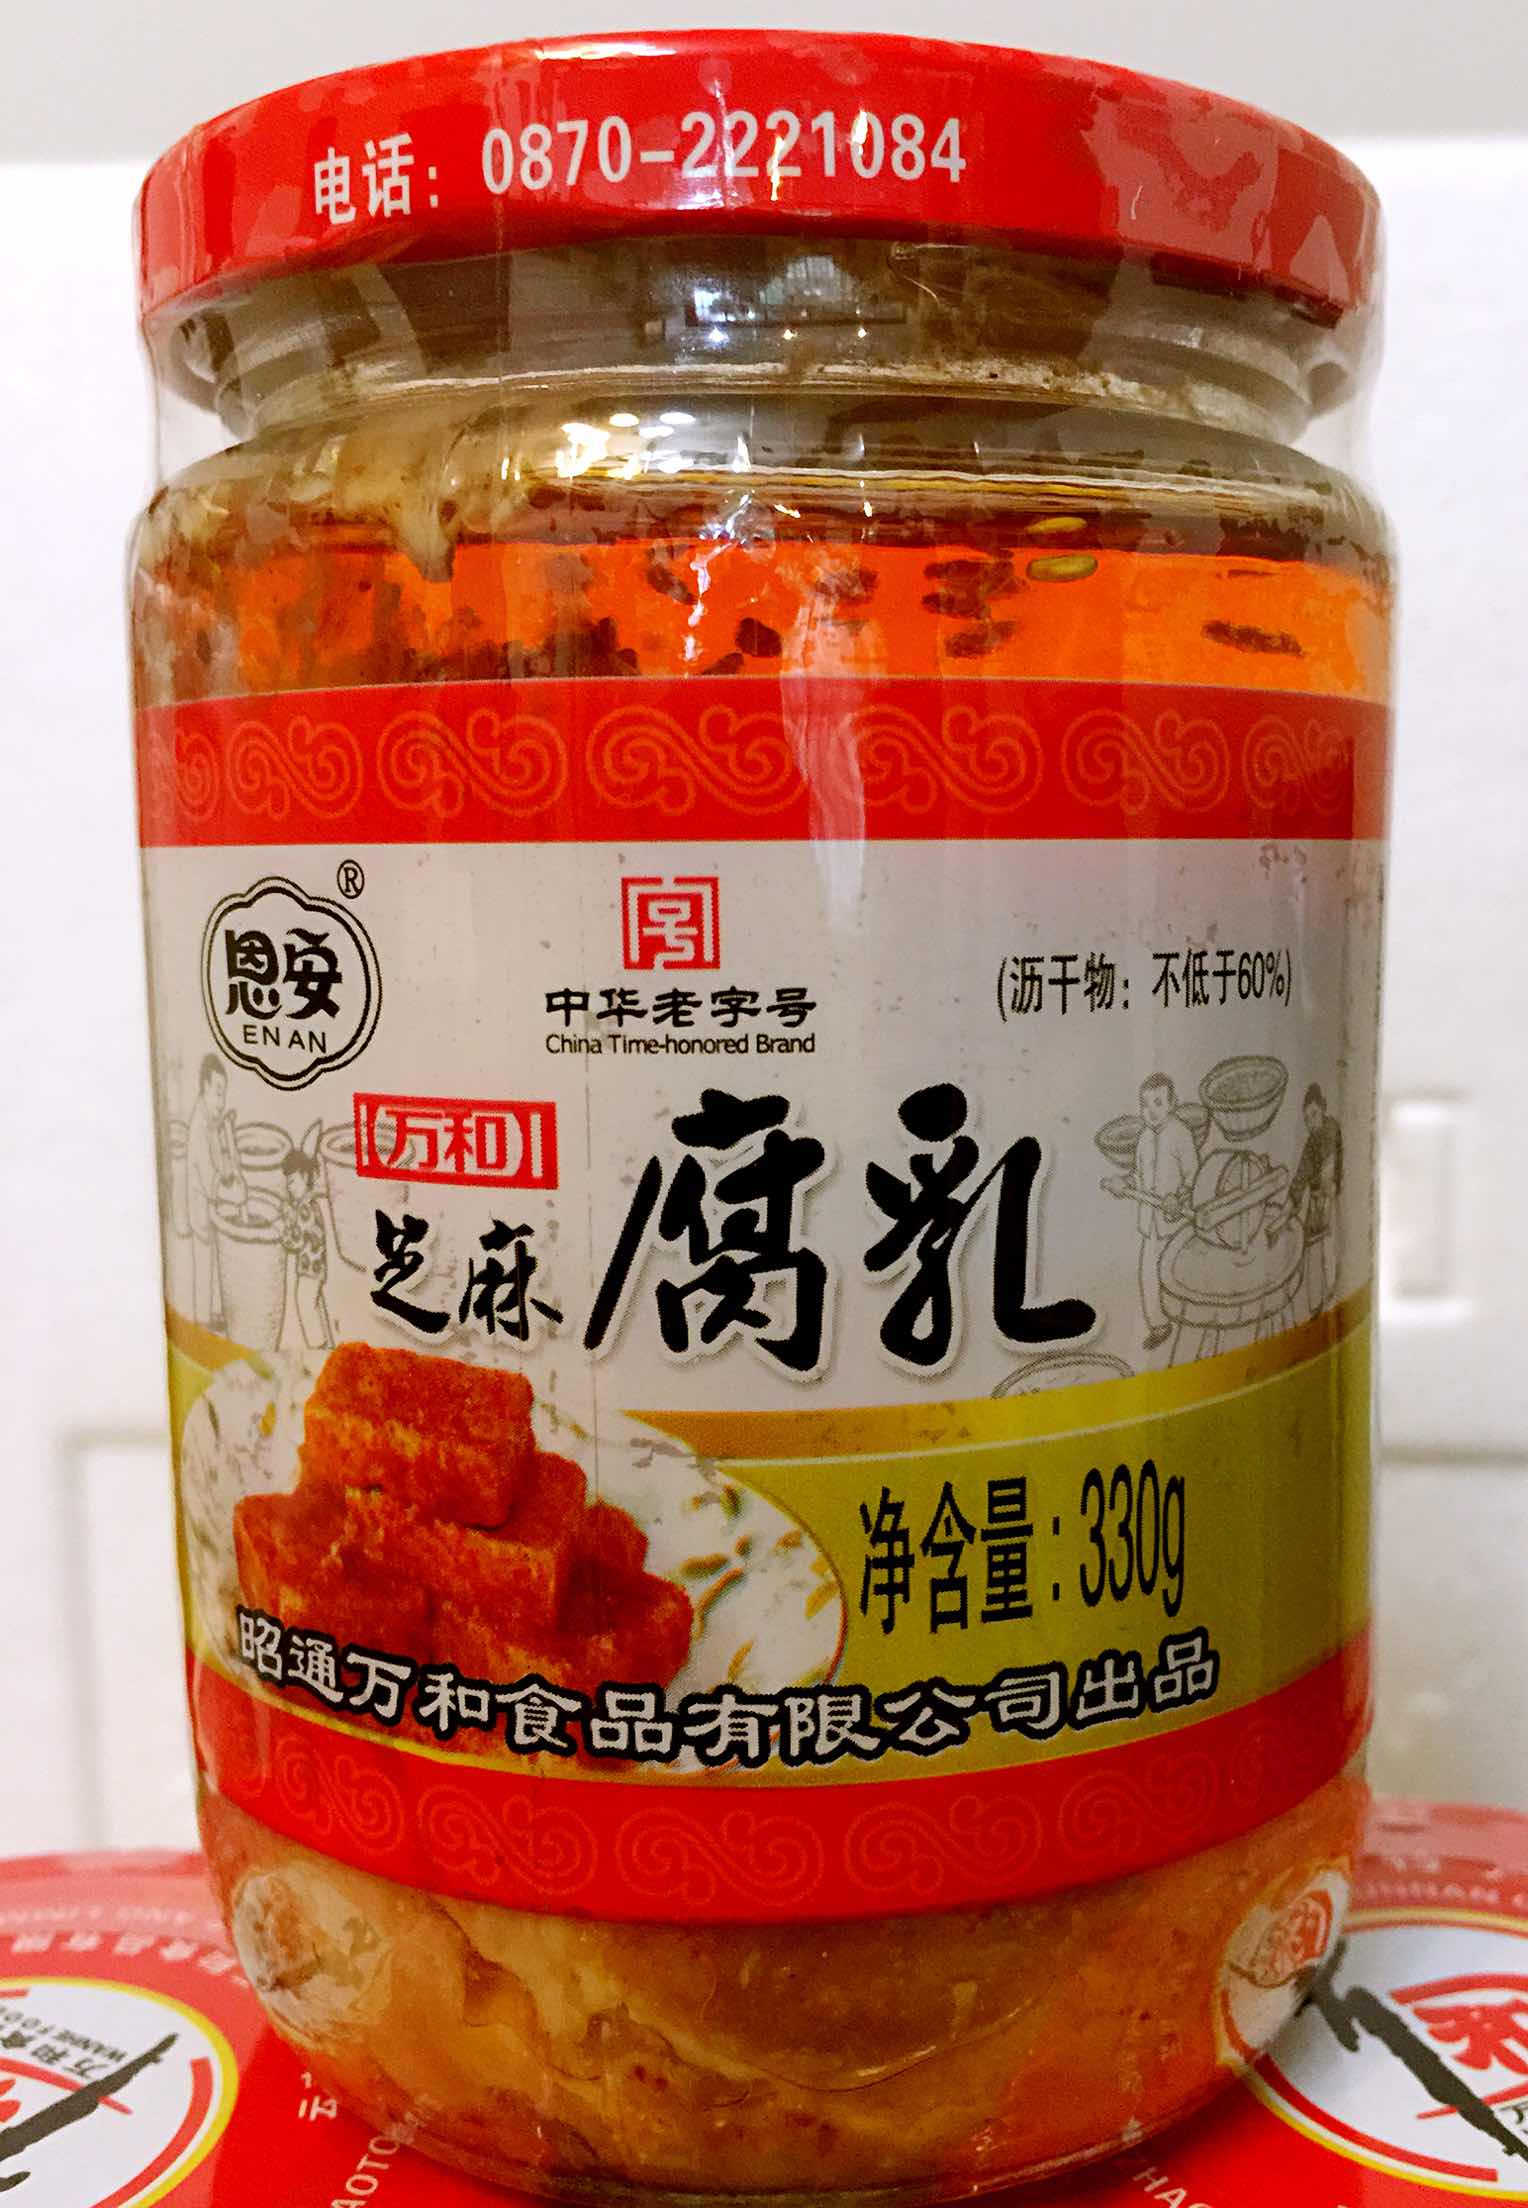 电话: 0870-2221084
恩安®
EN AN
中华老字号
China Time-honored Brand
(沥干物: 不低于60%)
万和
芝麻腐乳
净含量: 330g
昭通万和食品有限公司出品